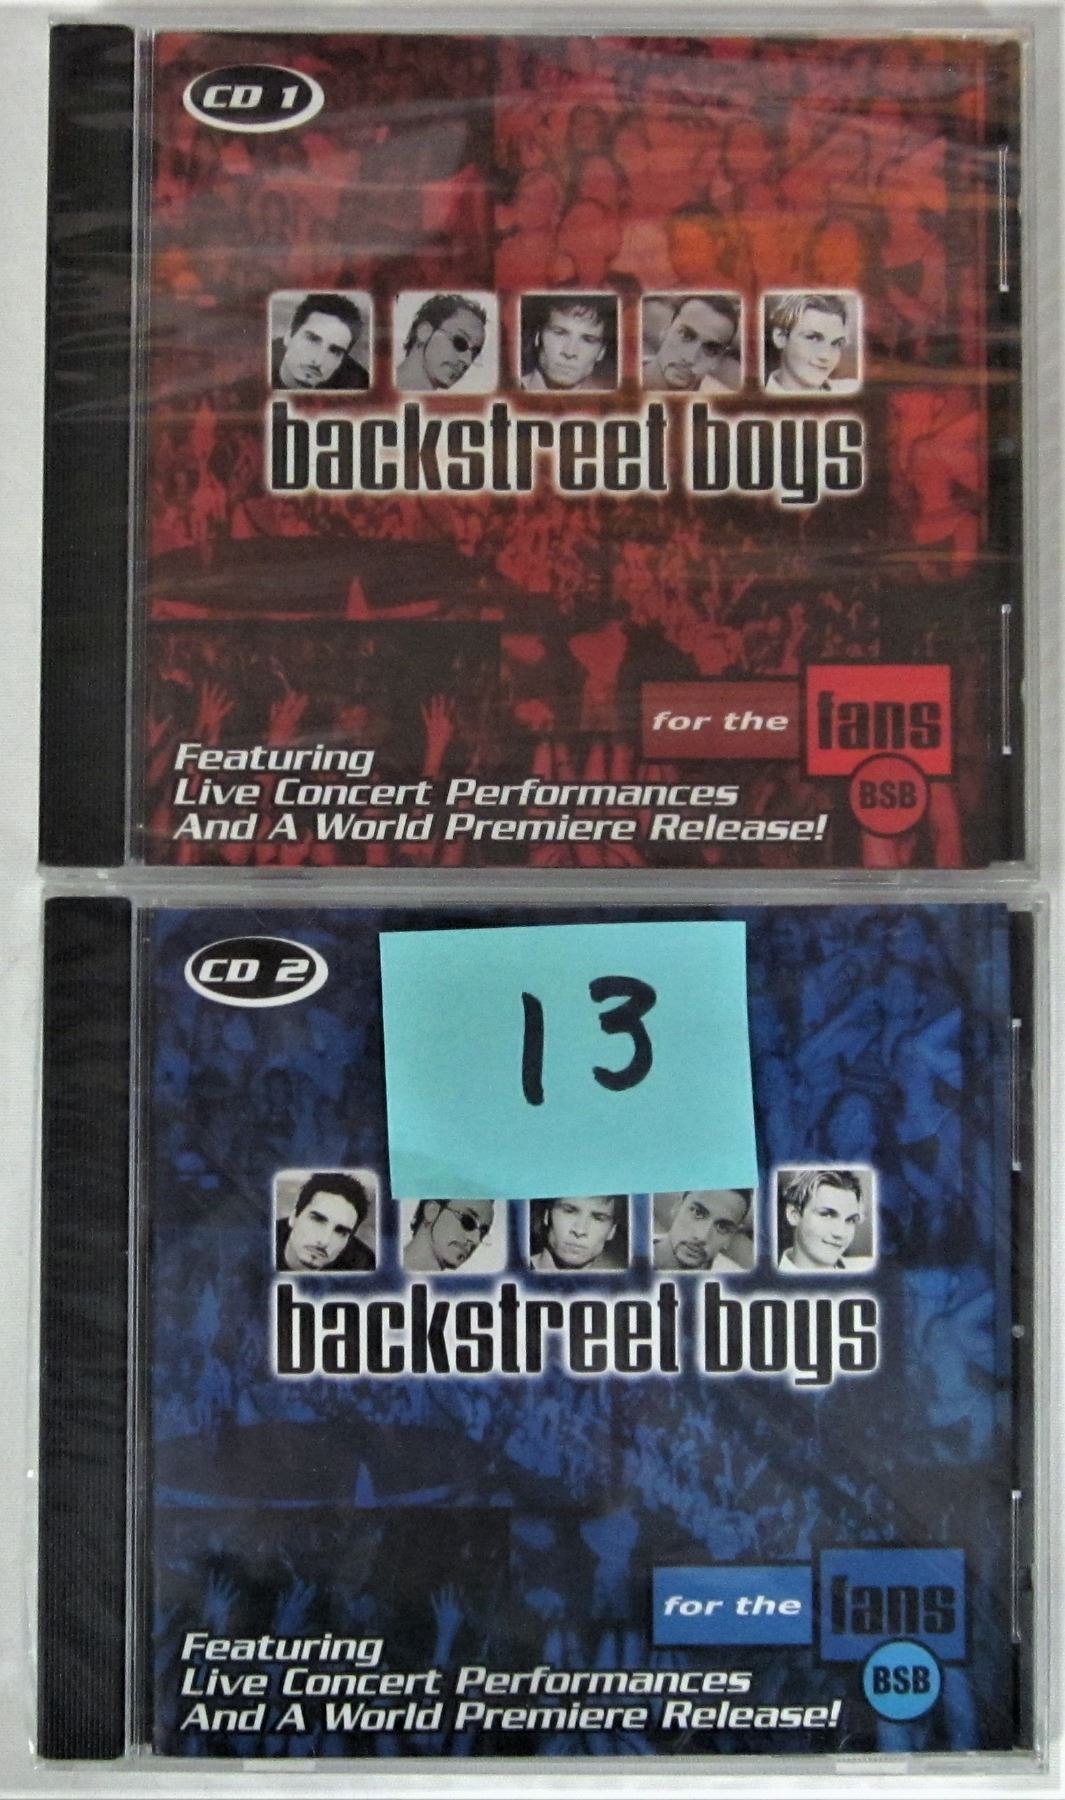 CD 1
backstreet boys
for the fans
BSB
Featuring
Live Concert Performances
And A World Premiere Release!
CD 2
13
backstreet boys
for the fans
BSB
Featuring
Live Concert Performances
And A World Premiere Release!